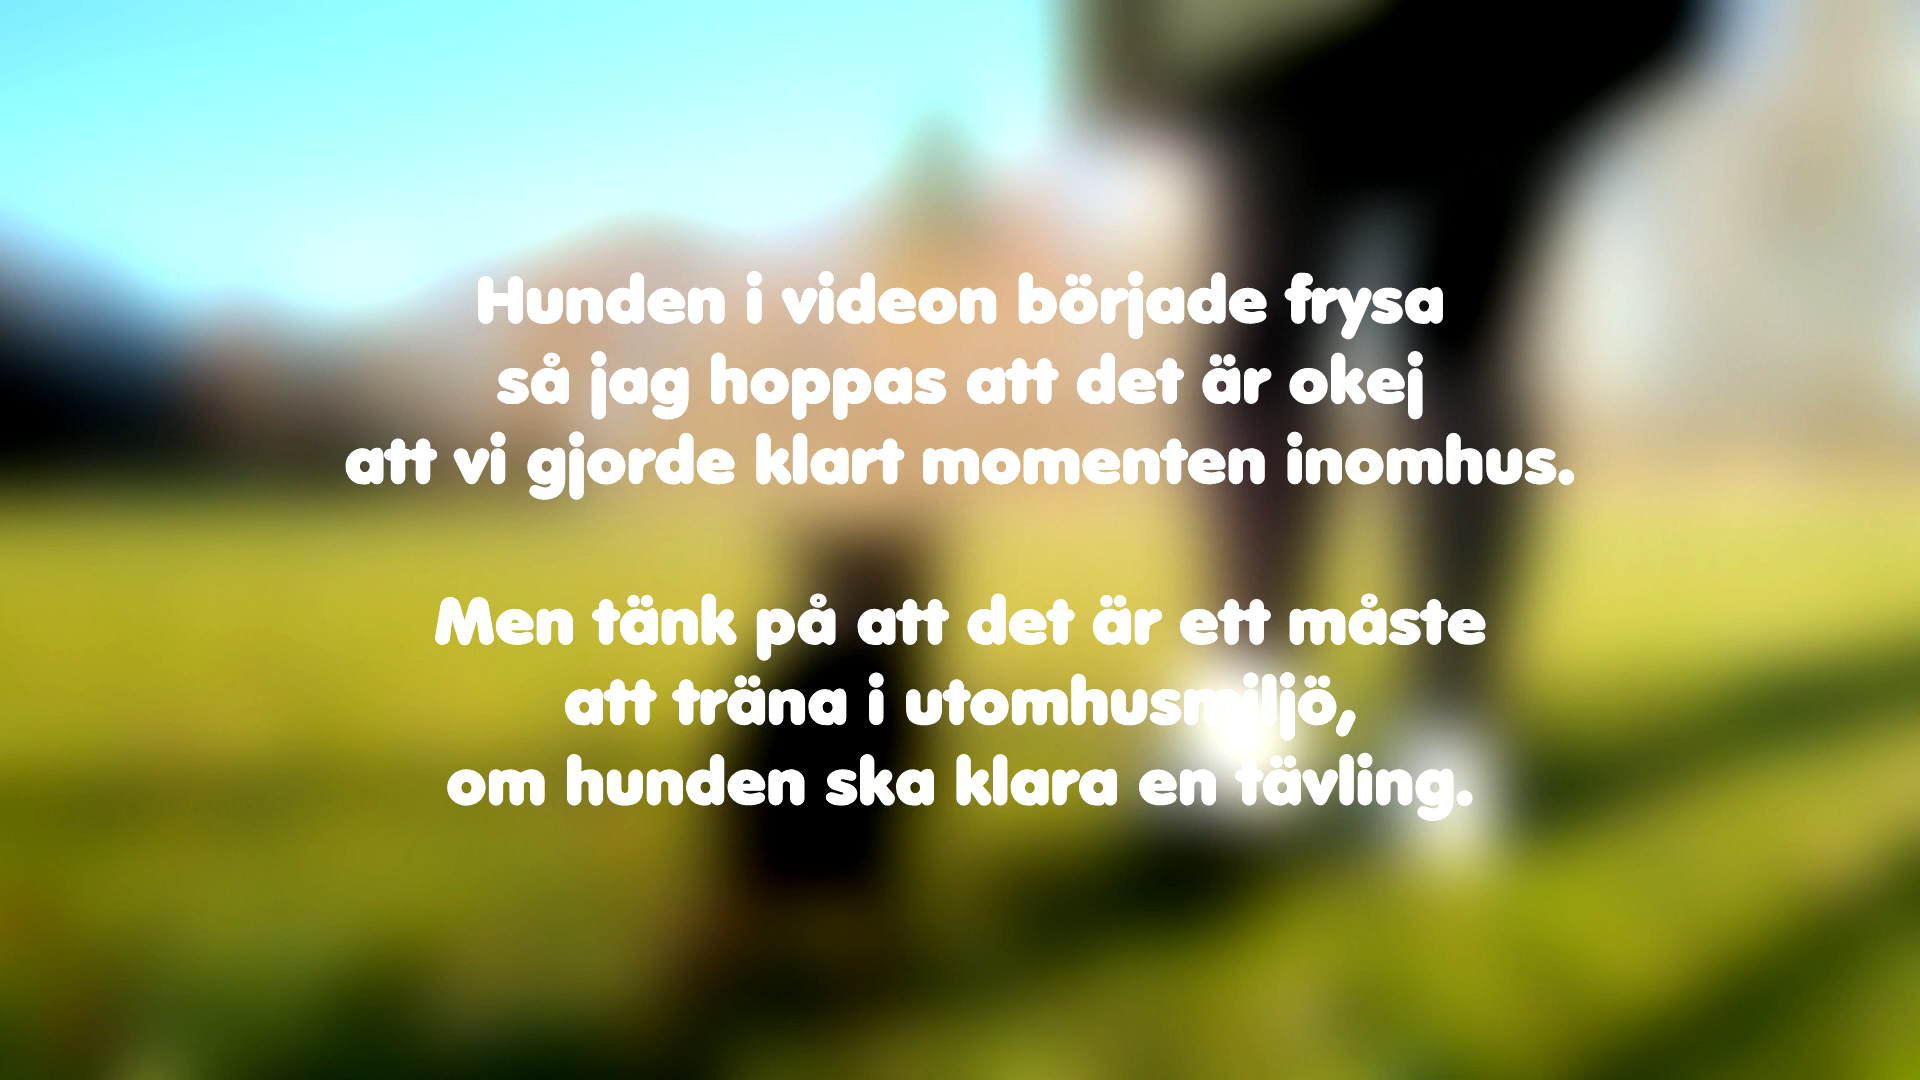 Hunden i videon började frysa
så jag hoppas att det är okej
att vi gjorde klart momenten inomhus.
Men tänk på att det är ett måste
att träna i utomhusmiljö,
om hunden ska klara en tävling.